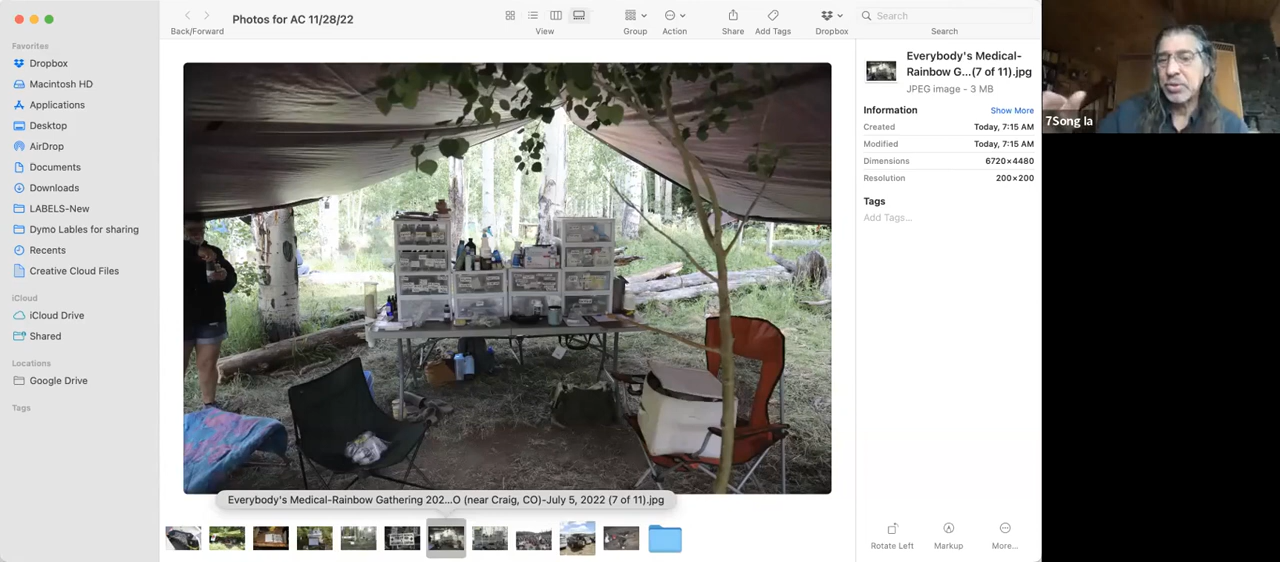 Photos for AC 11/28/22
Back/Forward
View
Group
Action
Share
Add Tags
Dropbox
Search
Search
Favorites
Dropbox
Macintosh HD
Applications
Desktop
AirDrop
Documents
Downloads
LABELS-New
Dymo Lables for sharing
Recents
Creative Cloud Files
iCloud
iCloud Drive
Shared
Locations
Google Drive
Tags
Everybody's Medical-Rainbow Gathering 202...O (near Craig, CO)-July 5, 2022 (7 of 11).jpg
Everybody's Medical-
Rainbow G...(7 of 11).jpg
JPEG image - 3 MB
Information Show More
Created Today, 7:15 AM
Modified Today, 7:15 AM
Dimensions 6720×4480
Resolution 200×200
Tags
Add Tags...
Rotate Left
Markup
More...
7Song la